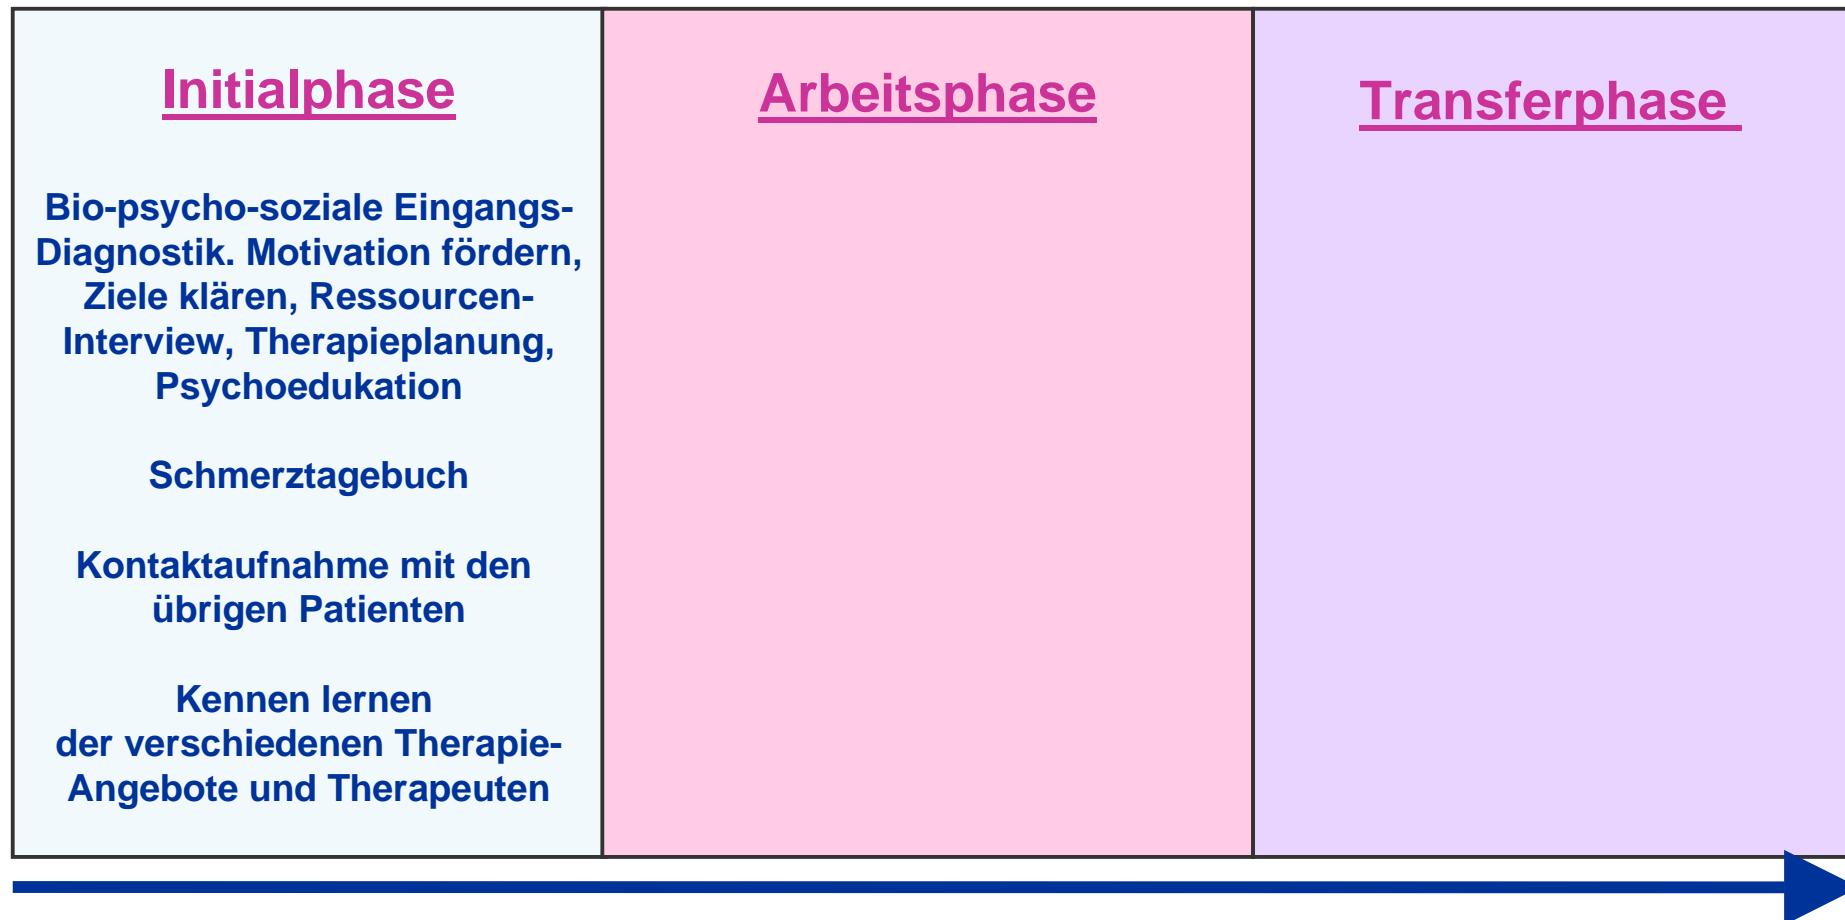 Initialphase
Bio-psycho-soziale Eingangs-
Diagnostik. Motivation fördern,
Ziele klären, Ressourcen-
Interview, Therapieplanung,
Psychoedukation
Schmerztagebuch
Kontaktaufnahme mit den
übrigen Patienten
Kennen lernen
der verschiedenen Therapie-
Angebote und Therapeuten
Arbeitsphase
Transferphase